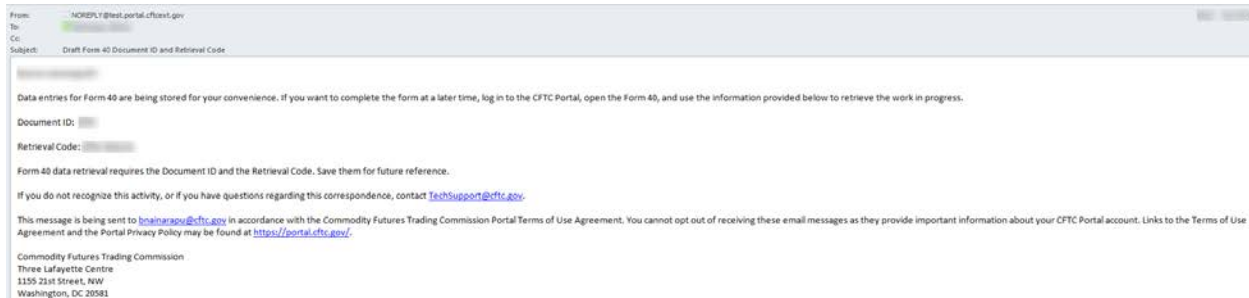 From: NOREPLY@test.portal.cftcext.gov
To:
Cc:
Subject: Draft Form 40 Document ID and Retrieval Code
Data entries for Form 40 are being stored for your convenience. If you want to complete the form at a later time, log in to the CFTC Portal, open the Form 40, and use the information provided below to retrieve the work in progress.
Document ID:
Retrieval Code:
Form 40 data retrieval requires the Document ID and the Retrieval Code. Save them for future reference.
If you do not recognize this activity, or if you have questions regarding this correspondence, contact TechSupport@cftc.gov.
This message is being sent to bnainarapu@cftc.gov in accordance with the Commodity Futures Trading Commission Portal Terms of Use Agreement. You cannot opt out of receiving these email messages as they provide important information about your CFTC Portal account. Links to the Terms of Use
Agreement and the Portal Privacy Policy may be found at https://portal.cftc.gov/.
Commodity Futures Trading Commission
Three Lafayette Centre
1155 21st Street, NW
Washington, DC 20581